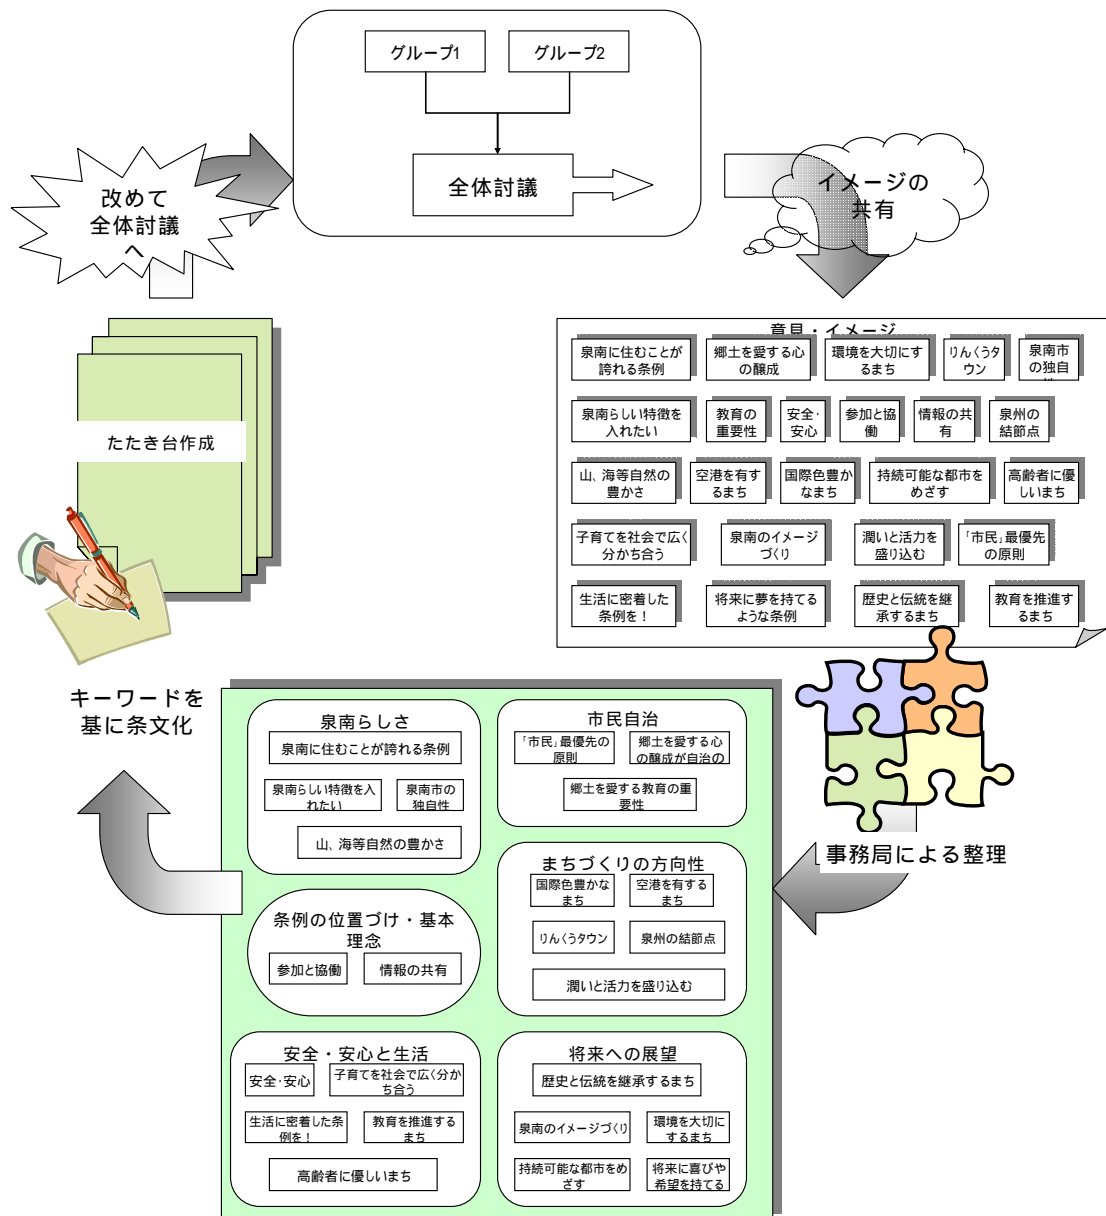 グループ1
グループ2
全体討議
改めて
全体討議
へ
イメージの
共有
意見・イメージ
泉南に住むことが
誇れる条例
郷土を愛する心
の醸成
環境を大切にす
るまち
りんくうタ
ウン
泉南市
の独自
泉南らしい特徴を
入れたい
教育の
重要性
安全・
安心
参加と協
働
情報の共
有
泉州の
結節点
山、海等自然の
豊かさ
空港を有す
るまち
国際色豊か
なまち
持続可能な都市を
めざす
高齢者に優
しいまち
子育てを社会で広く
分かち合う
泉南のイメージ
づくり
潤いと活力を
盛り込む
「市民」最優先
の原則
生活に密着した
条例を！
将来に夢を持てる
ような条例
歴史と伝統を継
承するまち
教育を推進す
るまち
たたき台作成
キーワードを
基に条文化
事務局による整理
泉南らしさ
泉南に住むことが誇れる条例
泉南らしい特徴を入
れたい
泉南市の
独自性
山、海等自然の豊かさ
市民自治
「市民」最優先の
原則
郷土を愛する心
の醸成が自治の
郷土を愛する教育の重
要性
まちづくりの方向性
国際色豊かな
まち
空港を有する
まち
りんくうタウン
泉州の結節点
潤いと活力を盛り込む
条例の位置づけ・基本
理念
参加と協働
情報の共有
安全・安心と生活
安全・安心
子育てを社会で広く分か
ち合う
生活に密着した条
例を！
教育を推進する
まち
高齢者に優しいまち
将来への展望
歴史と伝統を継承するまち
泉南のイメージづくり
環境を大切に
するまち
持続可能な都市をめ
ざす
将来に喜びや
希望を持てる